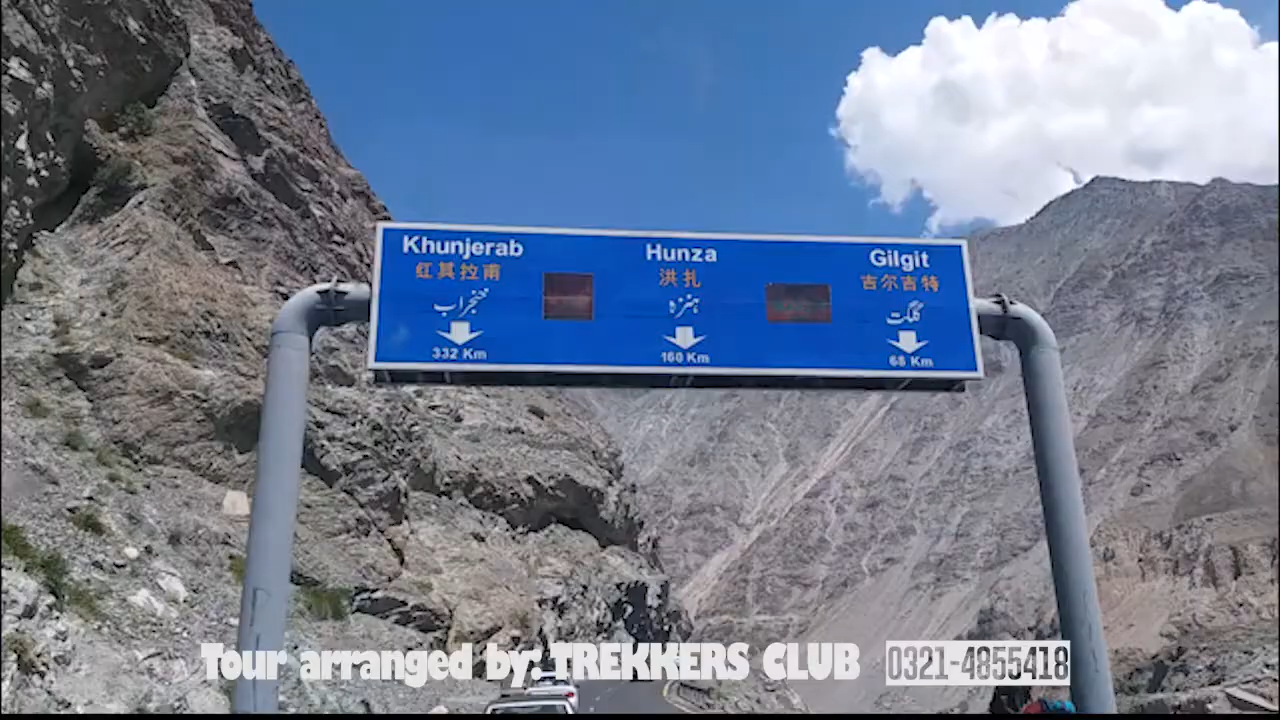 Khunjerab
红其拉甫
خنجراب
332 Km
Hunza
洪扎
ہنزہ
160 Km
Gilgit
吉尔吉特
گلگت
68 Km
Tour arranged by: TREKKERS CLUB 0321-4855418